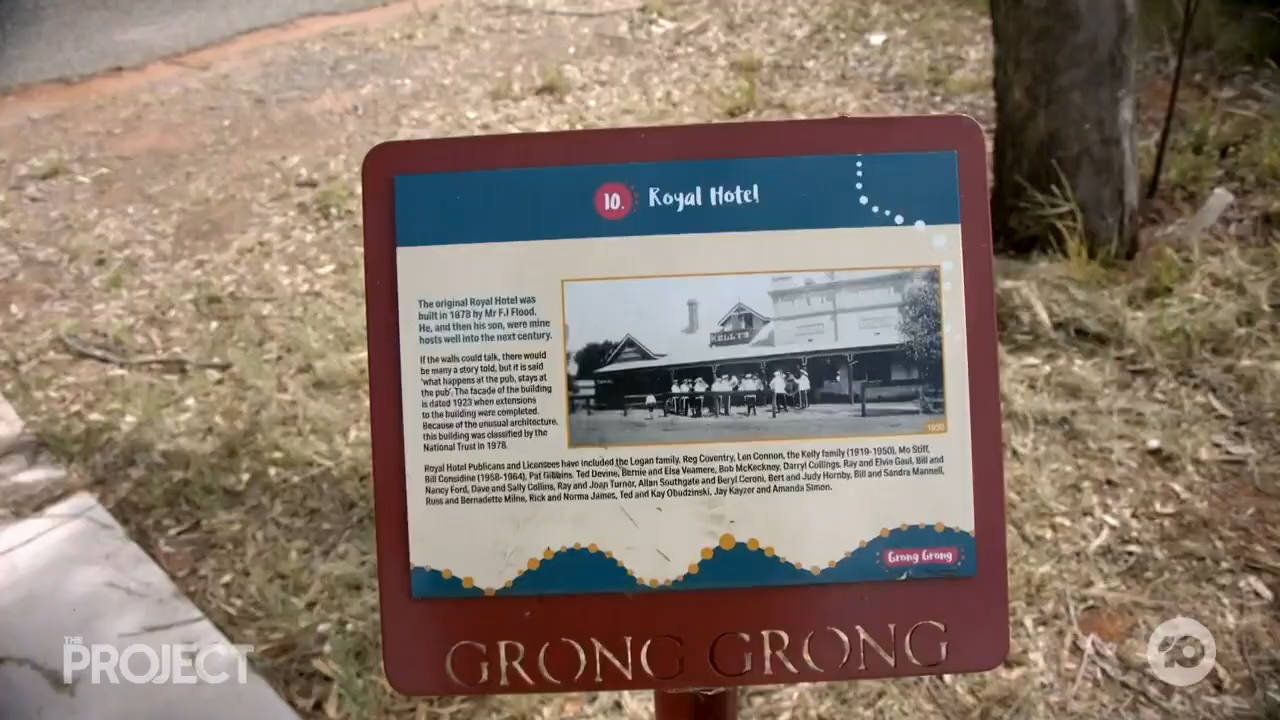 10. Royal Hotel
The original Royal Hotel was
built in 1878 by Mr FJ Flood.
He, and then his son, were mine
hosts well into the next century.
If the walls could talk, there would
be many a story told, but it is said
'what happens at the pub, stays at
the pub'. The facade of the building
is dated 1923 when extensions
to the building were completed.
Because of the unusual architecture,
this building was classified by the
National Trust in 1978.
KELLY'S
1930
Royal Hotel Publicans and Licensees have included the Logan family, Reg Coventry, Len Connon, the Kelly family (1919-1950), Mo Stiff,
Bill Considine (1958-1964), Pat Gibbins, Ted Devine, Bernie and Elsa Veamere, Bob McKeckney, Darryl Collings, Ray and Elvie Gaul, Bill and
Nancy Ford, Dave and Sally Collins, Ray and Joan Turner, Allan Southgate and Beryl Ceroni, Bert and Judy Hornby, Bill and Sandra Mannell,
Russ and Bernadette Milne, Rick and Norma James, Ted and Kay Obudzinski, Jay Kayzer and Amanda Simon.
Grong Grong
GRONG GRONG
THE PROJECT
10